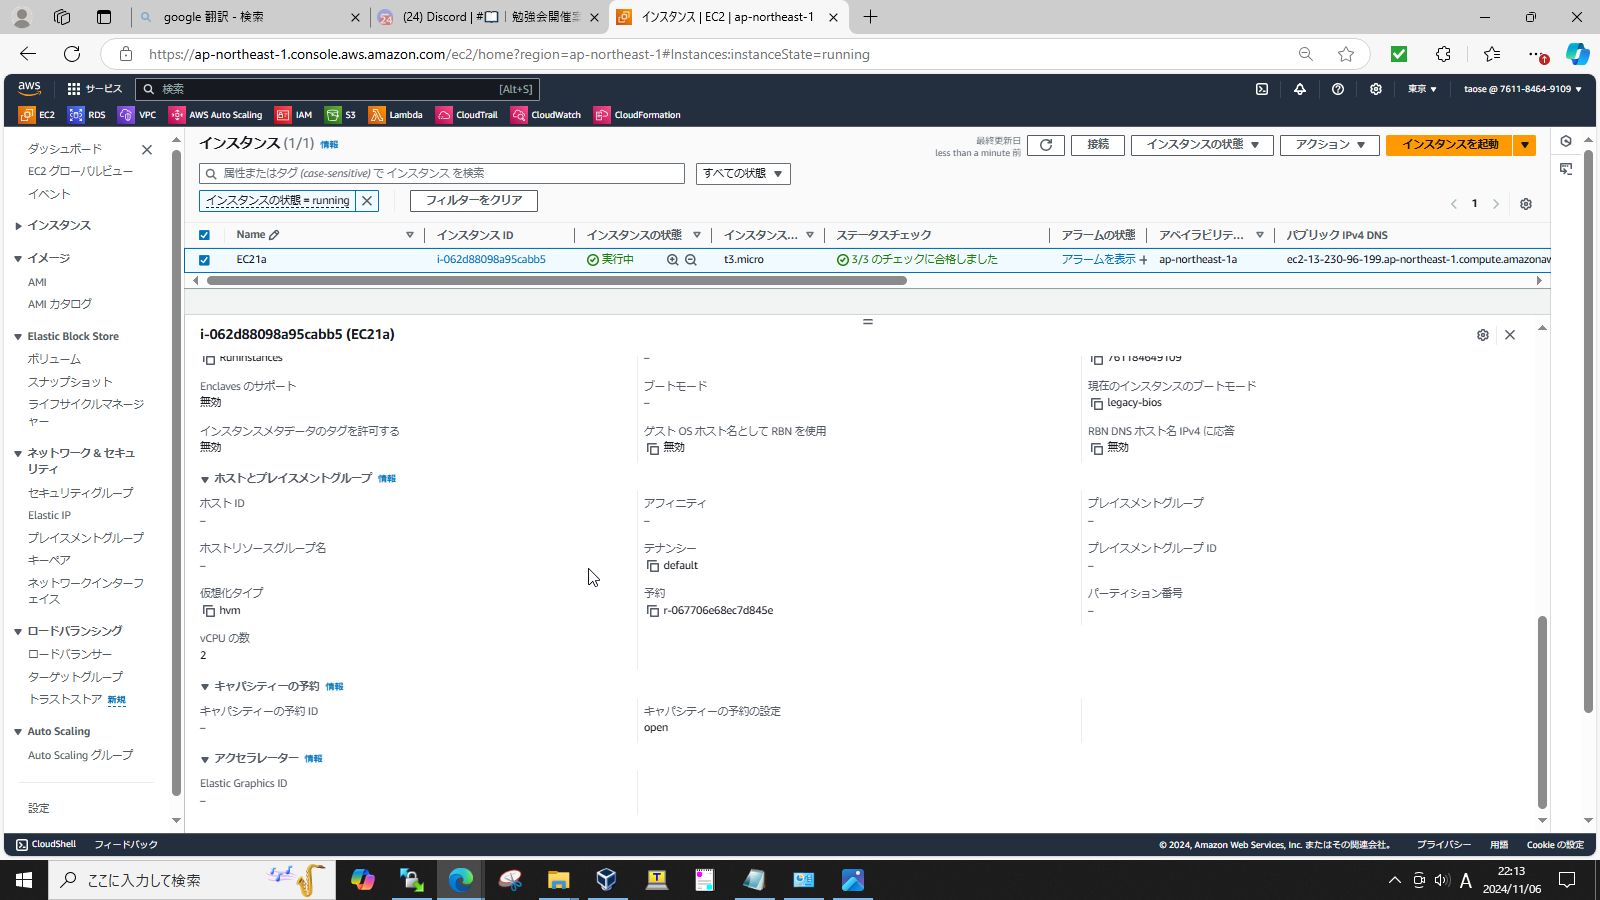 google 翻訳 - 検索
(24) Discord | #📖｜勉強会開催案
インスタンス | EC2 | ap-northeast-1
https://ap-northeast-1.console.aws.amazon.com/ec2/home?region=ap-northeast-1#Instances:instanceState=running
aws
サービス
検索
[Alt+S]
東京 ▼
taose @ 7611-8464-9109 ▼
EC2
RDS
VPC
AWS Auto Scaling
IAM
S3
Lambda
CloudTrail
CloudWatch
CloudFormation
ダッシュボード
EC2 グローバルビュー
イベント
インスタンス
イメージ
AMI
AMI カタログ
Elastic Block Store
ボリューム
スナップショット
ライフサイクルマネージ
ャー
ネットワーク & セキュ
リティ
セキュリティグループ
Elastic IP
プレイスメントグループ
キーペア
ネットワークインターフ
ェイス
ロードバランシング
ロードバランサー
ターゲットグループ
トラストストア 新規
Auto Scaling
Auto Scaling グループ
設定
インスタンス (1/1) 情報
最終更新日
less than a minute 前
接続
インスタンスの状態 ▼
アクション ▼
インスタンスを起動
属性またはタグ (case-sensitive) で インスタンス を検索
すべての状態 ▼
インスタンスの状態 = running
フィルターをクリア
1
Name
インスタンス ID
インスタンスの状態
インスタンス...
ステータスチェック
アラームの状態
アベイラビリテ...
パブリック IPv4 DNS
EC21a
i-062d88098a95cabb5
実行中
t3.micro
3/3 のチェックに合格しました
アラームを表示 +
ap-northeast-1a
ec2-13-230-96-199.ap-northeast-1.compute.amazonaw
i-062d88098a95cabb5 (EC21a)
RunInstances
–
761184649109
Enclaves のサポート
無効
ブートモード
–
現在のインスタンスのブートモード
legacy-bios
インスタンスメタデータのタグを許可する
無効
ゲスト OS ホスト名として RBN を使用
無効
RBN DNS ホスト名 IPv4 に応答
無効
ホストとプレイスメントグループ 情報
ホスト ID
–
アフィニティ
–
プレイスメントグループ
–
ホストリソースグループ名
–
テナンシー
default
プレイスメントグループ ID
–
仮想化タイプ
hvm
予約
r-067706e68ec7d845e
パーティション番号
–
vCPU の数
2
キャパシティーの予約 情報
キャパシティーの予約 ID
–
キャパシティーの予約の設定
open
アクセラレーター 情報
Elastic Graphics ID
–
CloudShell
フィードバック
© 2024, Amazon Web Services, Inc. またはその関連会社。
プライバシー
用語
Cookie の設定
ここに入力して検索
A
22:13
2024/11/06